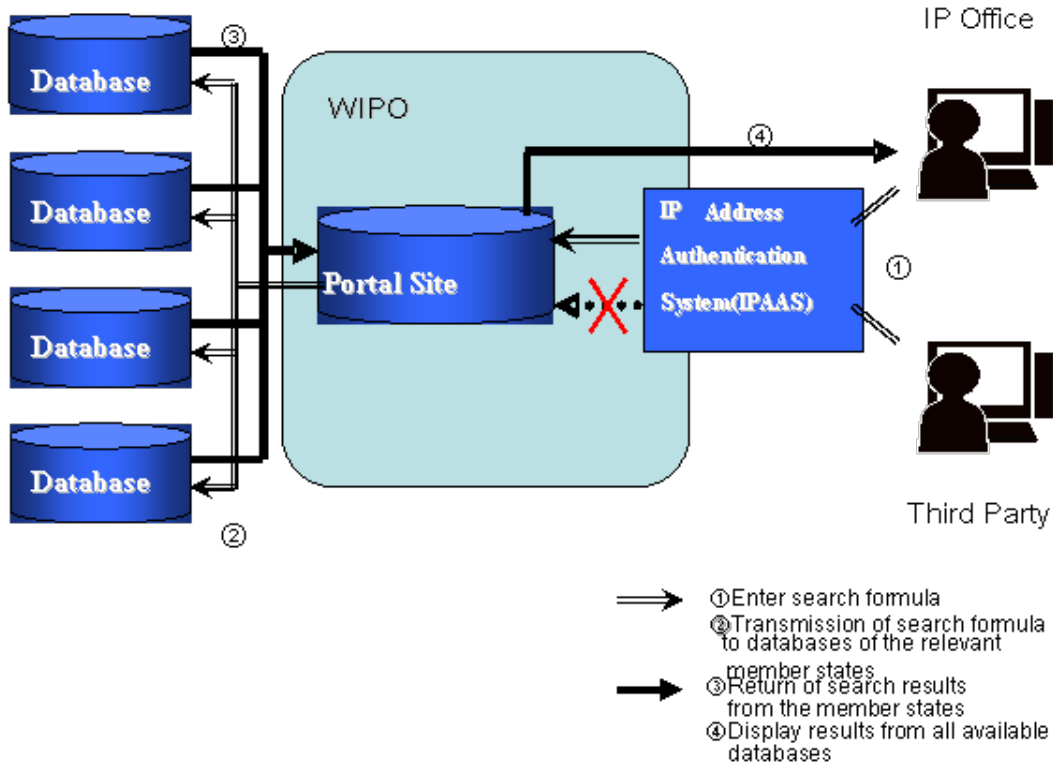 IP Office
③
Database
WIPO
④
Database
IP Address
Authentication
System(IPAAS)
①
Portal Site
Database
Database
②
Third Party
①Enter search formula
②Transmission of search formula
to databases of the relevant
member states
③Return of search results
from the member states
④Display results from all available
databases